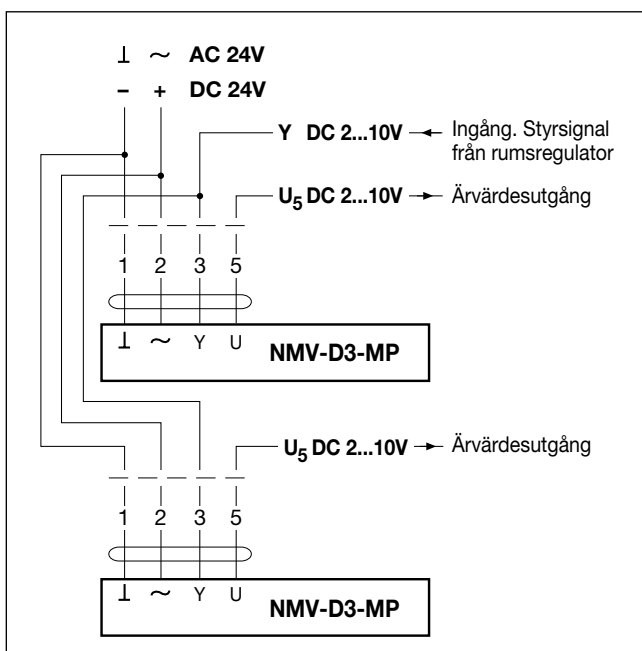 ⊥ ~ AC 24V
– + DC 24V
Y DC 2...10V
Ingång. Styrsignal
från rumsregulator
U5 DC 2...10V
Ärvärdesutgång
1 2 3 5
⊥ ~ Y U
NMV-D3-MP
U5 DC 2...10V
Ärvärdesutgång
1 2 3 5
⊥ ~ Y U
NMV-D3-MP